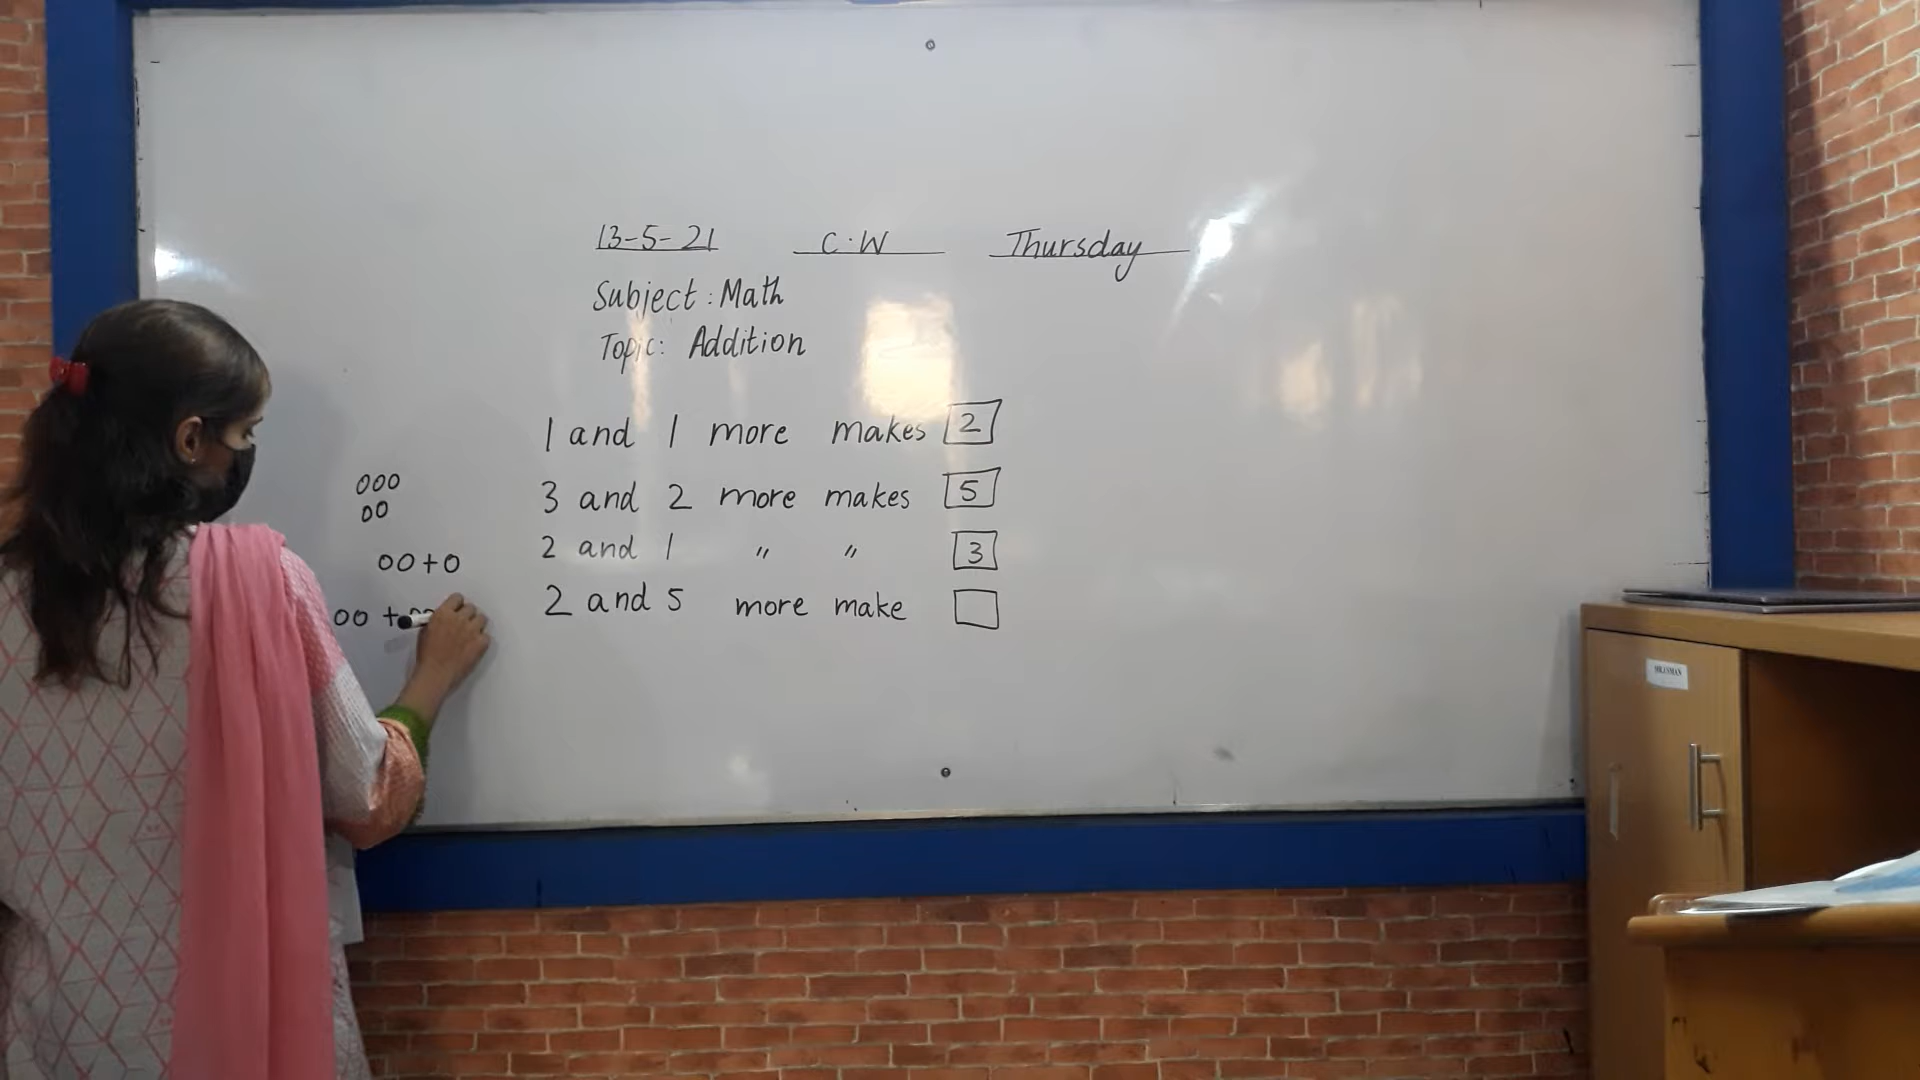 13-5-21 C.W Thursday
Subject: Math
Topic: Addition
1 and 1 more makes 2
000
00
3 and 2 more makes 5
00+0
2 and 1 " " 3
00 +
2 and 5 more make